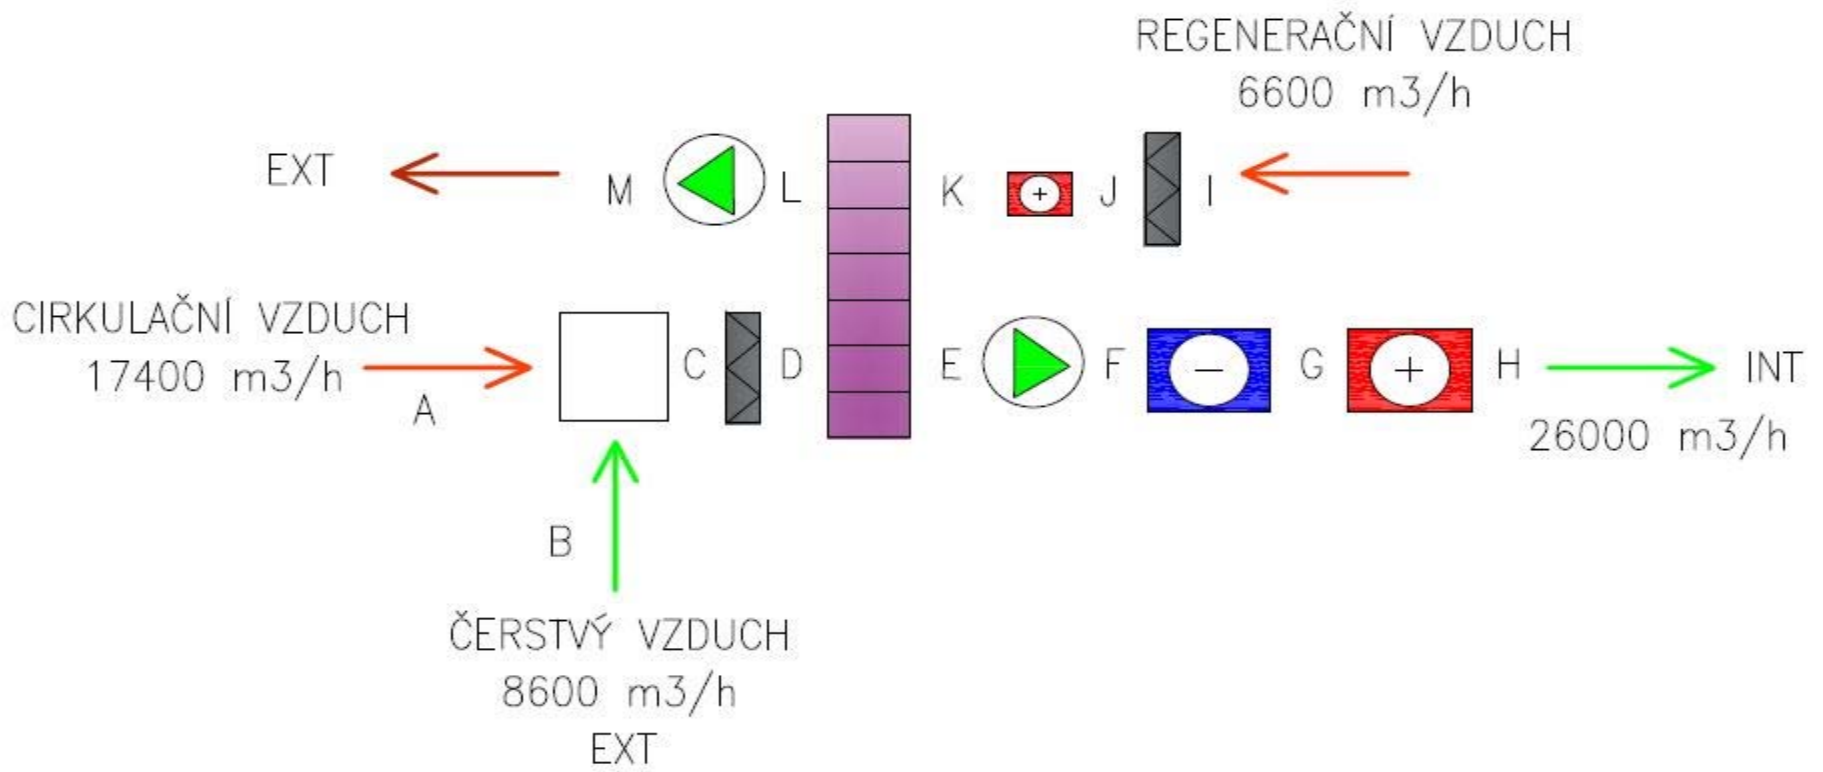 REGENERAČNÍ VZDUCH
6600 m3/h
EXT
M
L
K
+
J
I
CIRKULAČNÍ VZDUCH
17400 m3/h
A
C
D
E
F
−
G
+
H
INT
26000 m3/h
B
ČERSTVÝ VZDUCH
8600 m3/h
EXT